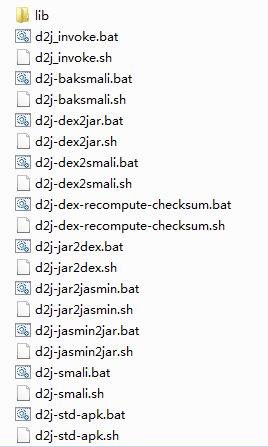 lib
d2j_invoke.bat
d2j_invoke.sh
d2j-baksmali.bat
d2j-baksmali.sh
d2j-dex2jar.bat
d2j-dex2jar.sh
d2j-dex2smali.bat
d2j-dex2smali.sh
d2j-dex-recompute-checksum.bat
d2j-dex-recompute-checksum.sh
d2j-jar2dex.bat
d2j-jar2dex.sh
d2j-jar2jasmin.bat
d2j-jar2jasmin.sh
d2j-jasmin2jar.bat
d2j-jasmin2jar.sh
d2j-smali.bat
d2j-smali.sh
d2j-std-apk.bat
d2j-std-apk.sh